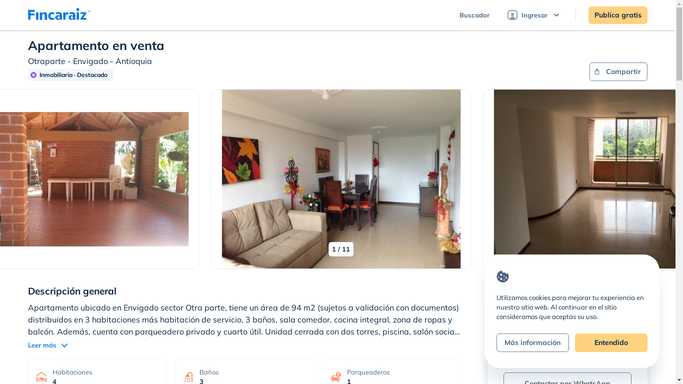 Fincaraiz
Buscador
Ingresar
Publica gratis
Apartamento en venta
Otraparte - Envigado - Antioquia
Inmobiliaria - Destacado
Compartir
1 / 11
Descripción general
Apartamento ubicado en Envigado sector Otra parte, tiene un área de 94 m2 (sujetos a validación con documentos)
distribuidos en 3 habitaciones más habitación de servicio, 3 baños, sala comedor, cocina integral, zona de ropas y
balcón. Además, cuenta con parqueadero privado y cuarto útil. Unidad cerrada con dos torres, piscina, salón socia...
Leer más
Habitaciones
4
Baños
3
Parqueaderos
1
Utilizamos cookies para mejorar tu experiencia en
nuestro sitio web. Al continuar en el sitio
consideramos que aceptas su uso.
Más información
Entendido
Contactar por WhatsApp